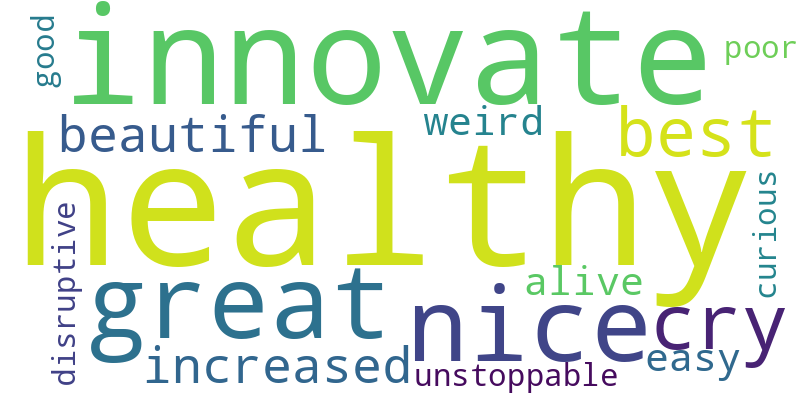 good
innovate
poor
beautiful
weird
best
healthy
curious
disruptive
great
alive
nice
cry
increased
easy
unstoppable